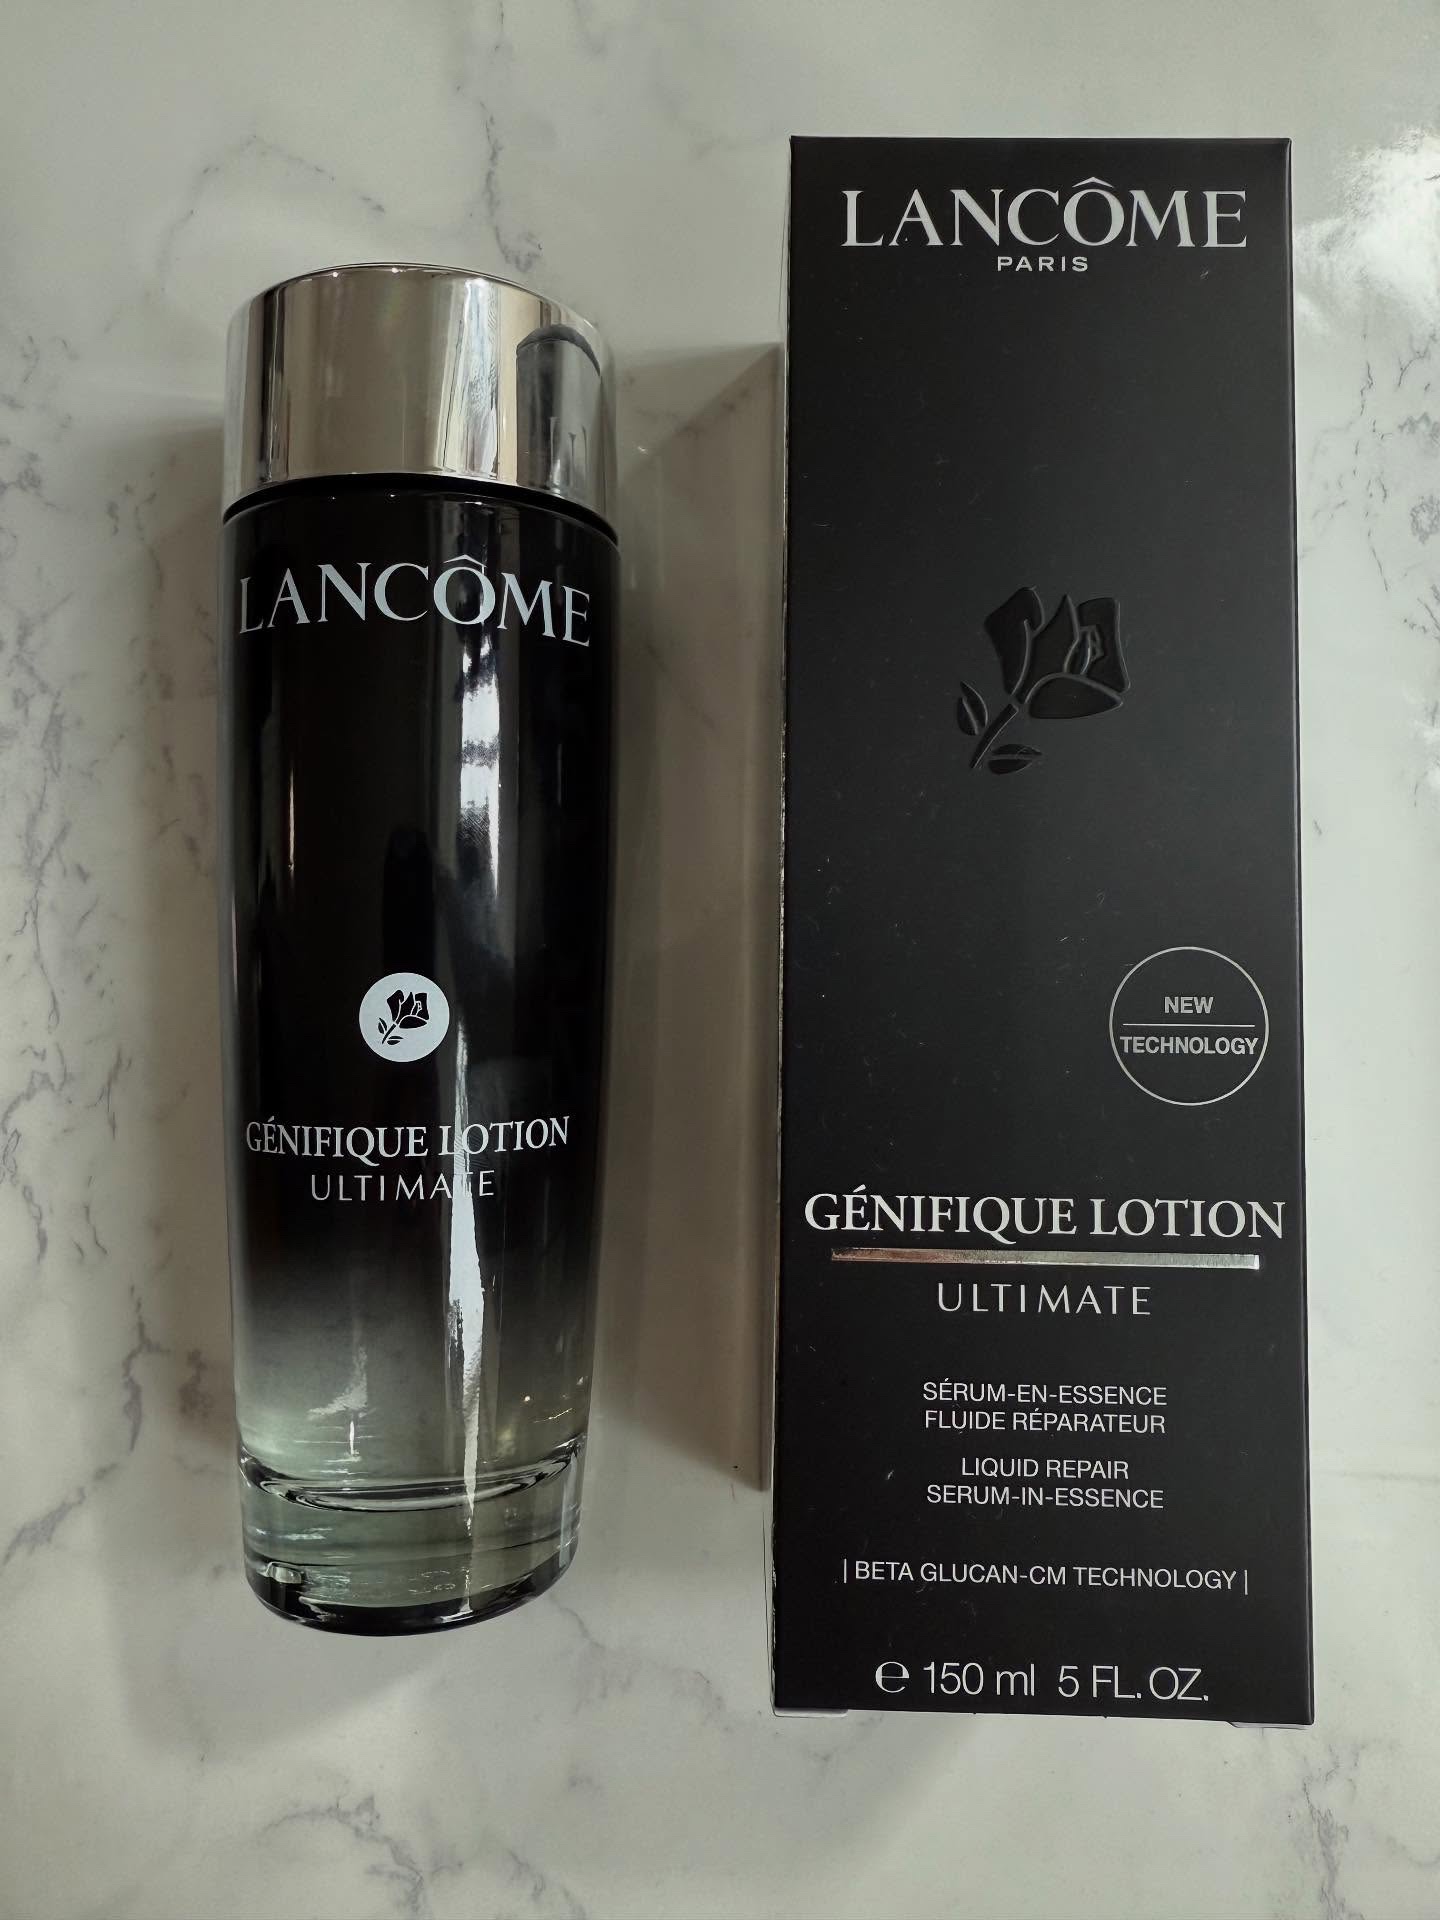 LANCÔME
GÉNIFIQUE LOTION
ULTIMATE
LANCÔME
PARIS
NEW
TECHNOLOGY
GÉNIFIQUE LOTION
ULTIMATE
SÉRUM-EN-ESSENCE
FLUIDE RÉPARATEUR
LIQUID REPAIR
SERUM-IN-ESSENCE
| BETA GLUCAN-CM TECHNOLOGY |
℮ 150 ml 5 FL. OZ.